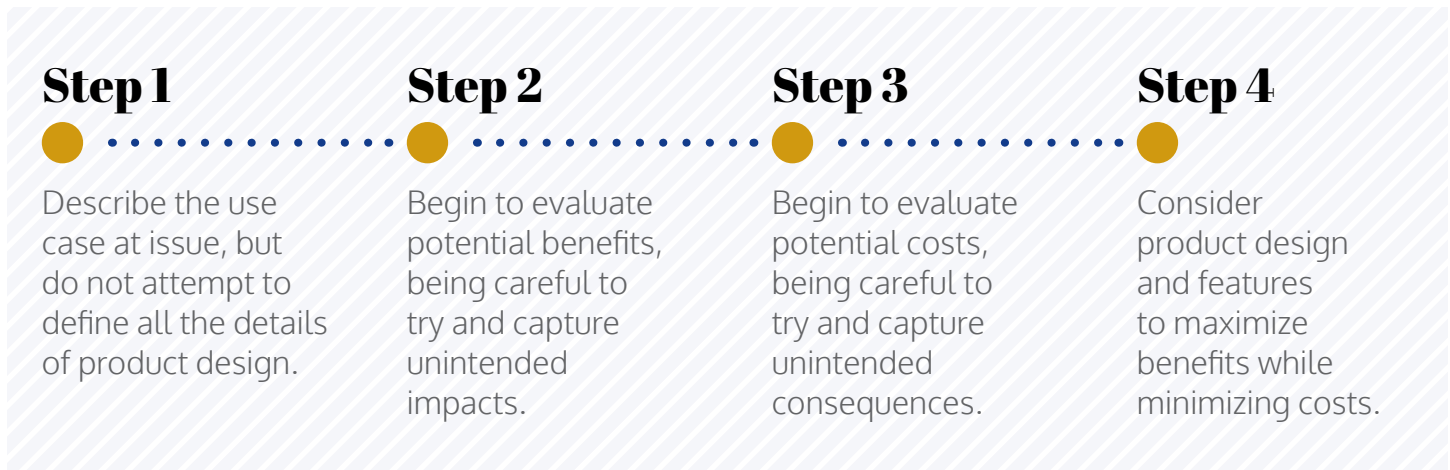 Step 1
Describe the use
case at issue, but
do not attempt to
define all the details
of product design.
Step 2
Begin to evaluate
potential benefits,
being careful to
try and capture
unintended
impacts.
Step 3
Begin to evaluate
potential costs,
being careful to
try and capture
unintended
consequences.
Step 4
Consider
product design
and features
to maximize
benefits while
minimizing costs.